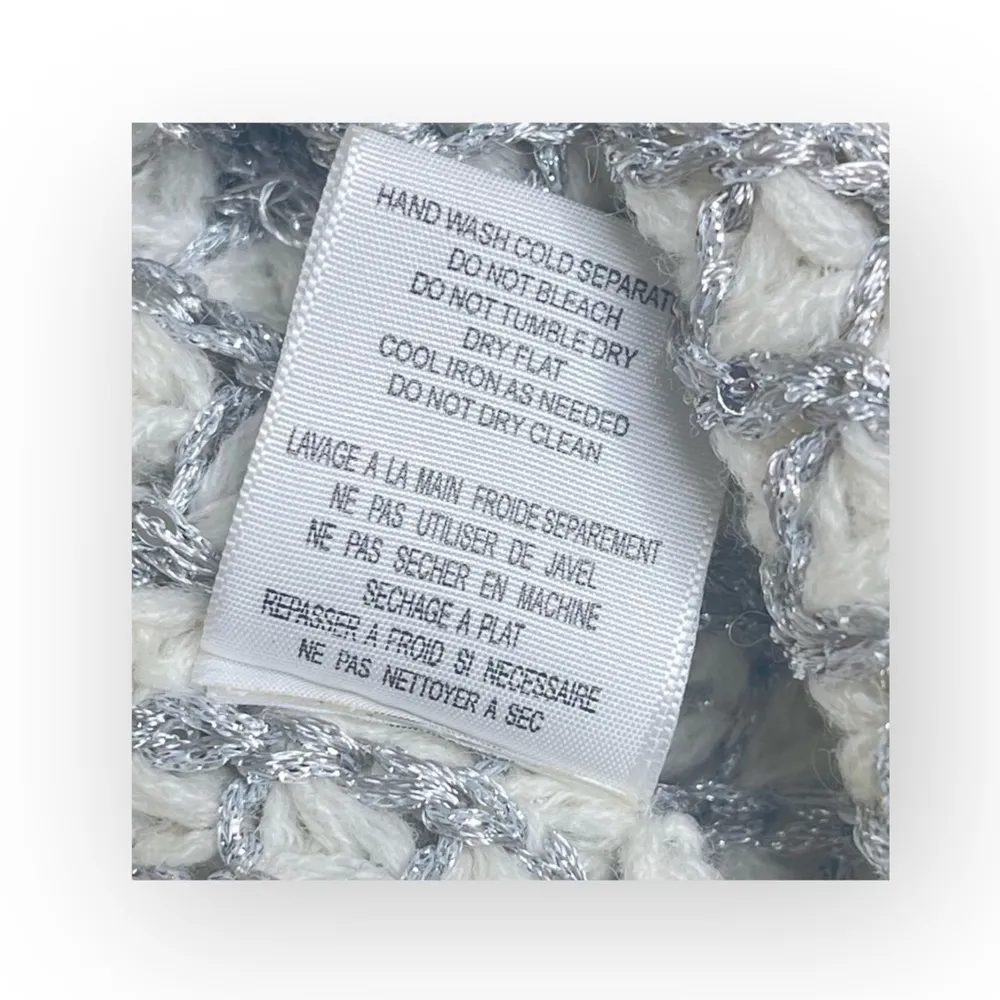 HAND WASH COLD SEPARAT
DO NOT BLEACH
DO NOT TUMBLE DRY
DRY FLAT
COOL IRON AS NEEDED
DO NOT DRY CLEAN
LAVAGE A LA MAIN FROIDE SEPAREMENT
NE PAS UTILISER DE JAVEL
NE PAS SECHER EN MACHINE
SECHAGE A PLAT
REPASSER A FROID SI NECESSAIRE
NE PAS NETTOYER A SEC